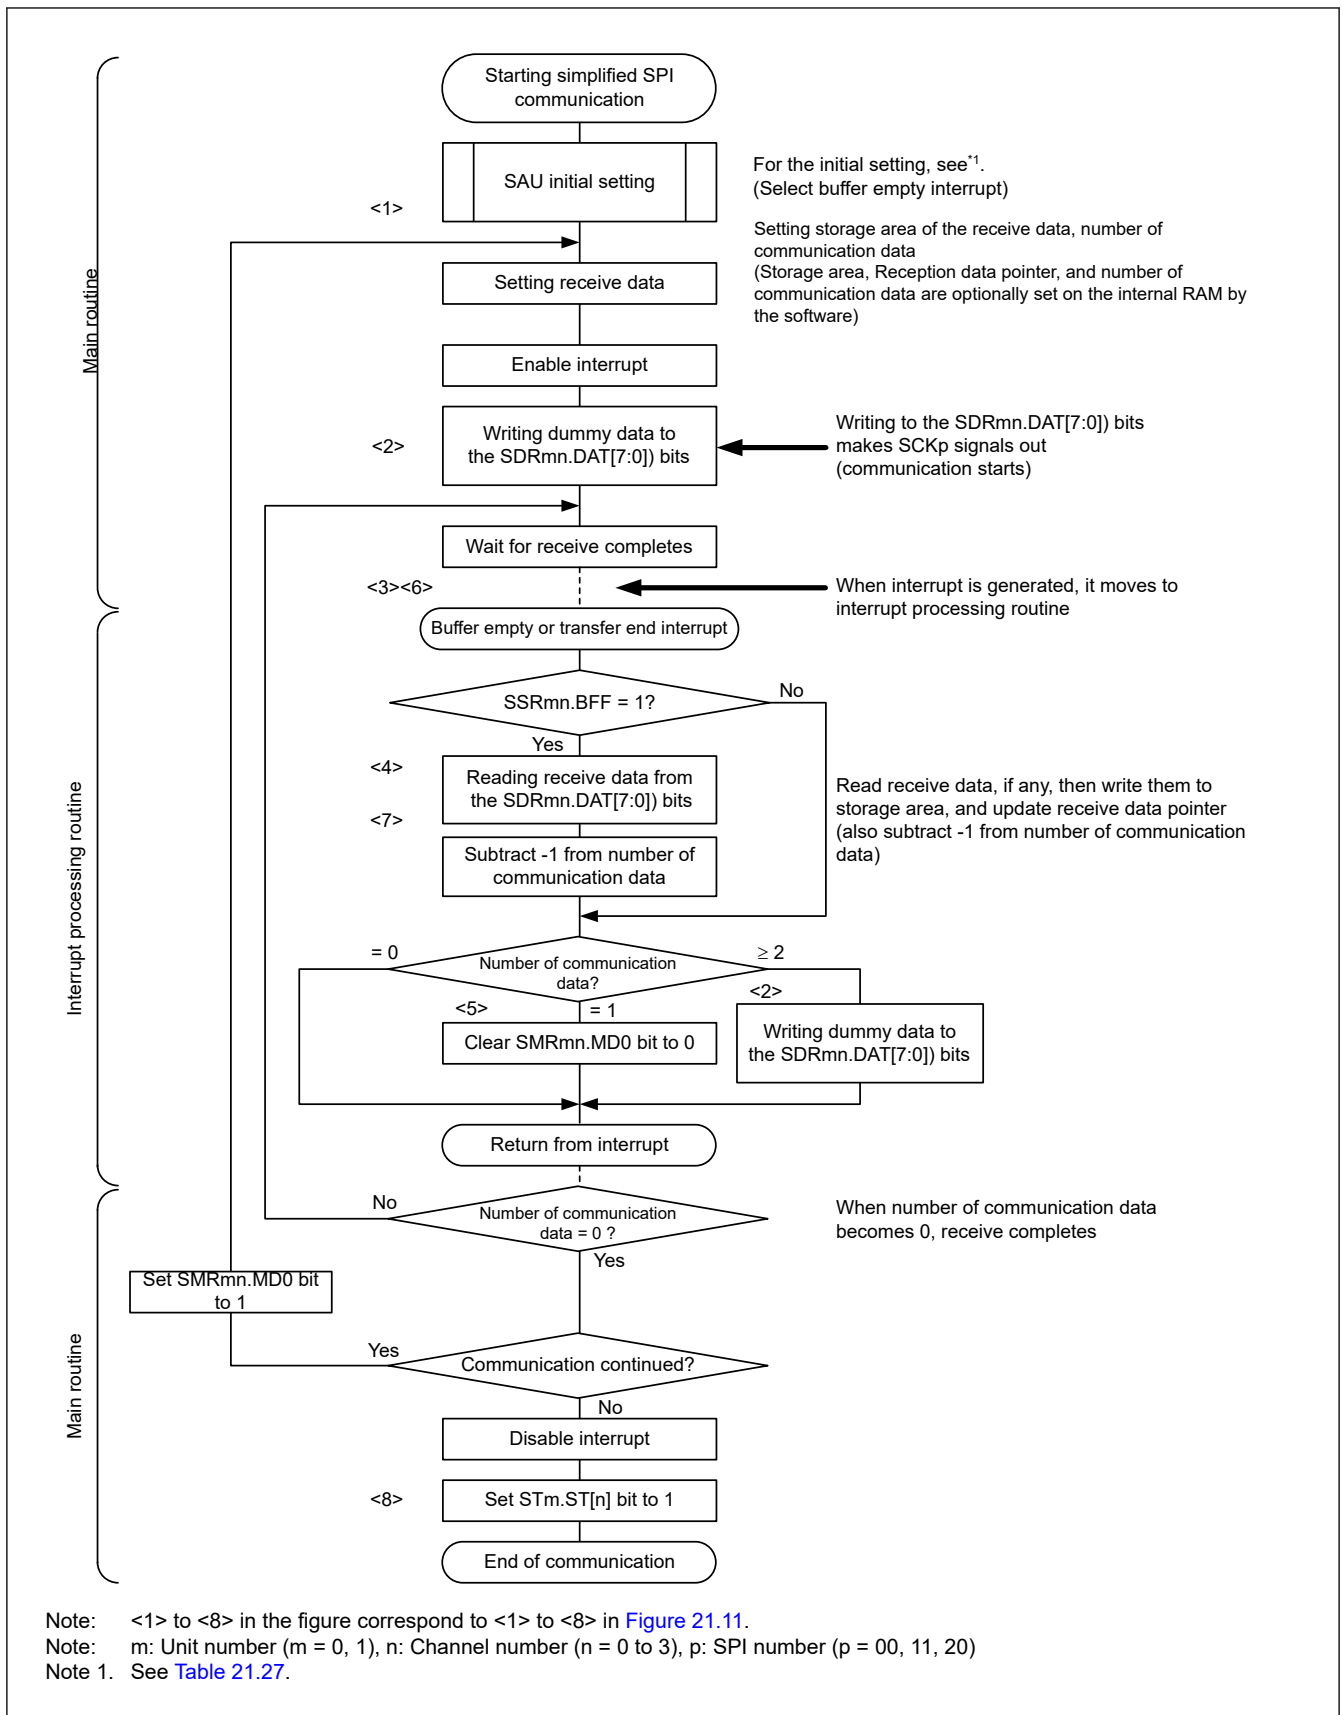 Starting simplified SPI
communication
SAU initial setting
For the initial setting, see*1.
(Select buffer empty interrupt)
<1>
Setting storage area of the receive data, number of
communication data
(Storage area, Reception data pointer, and number of
communication data are optionally set on the internal RAM by
the software)
Setting receive data
Main routine
Enable interrupt
<2>
Writing dummy data to
the SDRmn.DAT[7:0]) bits
Writing to the SDRmn.DAT[7:0]) bits
makes SCKp signals out
(communication starts)
Wait for receive completes
<3><6>
When interrupt is generated, it moves to
interrupt processing routine
Buffer empty or transfer end interrupt
SSRmn.BFF = 1?
No
Yes
<4>
Reading receive data from
the SDRmn.DAT[7:0]) bits
<7>
Read receive data, if any, then write them to
storage area, and update receive data pointer
(also subtract -1 from number of communication
data)
Subtract -1 from number of
communication data
Interrupt processing routine
= 0
Number of communication
data?
≥ 2
<5>
= 1
<2>
Clear SMRmn.MD0 bit to 0
Writing dummy data to
the SDRmn.DAT[7:0]) bits
Return from interrupt
No
Number of communication
data = 0 ?
When number of communication data
becomes 0, receive completes
Yes
Set SMRmn.MD0 bit
to 1
Yes
Communication continued?
Main routine
No
Disable interrupt
<8>
Set STm.ST[n] bit to 1
End of communication
Note: <1> to <8> in the figure correspond to <1> to <8> in Figure 21.11.
Note: m: Unit number (m = 0, 1), n: Channel number (n = 0 to 3), p: SPI number (p = 00, 11, 20)
Note 1. See Table 21.27.